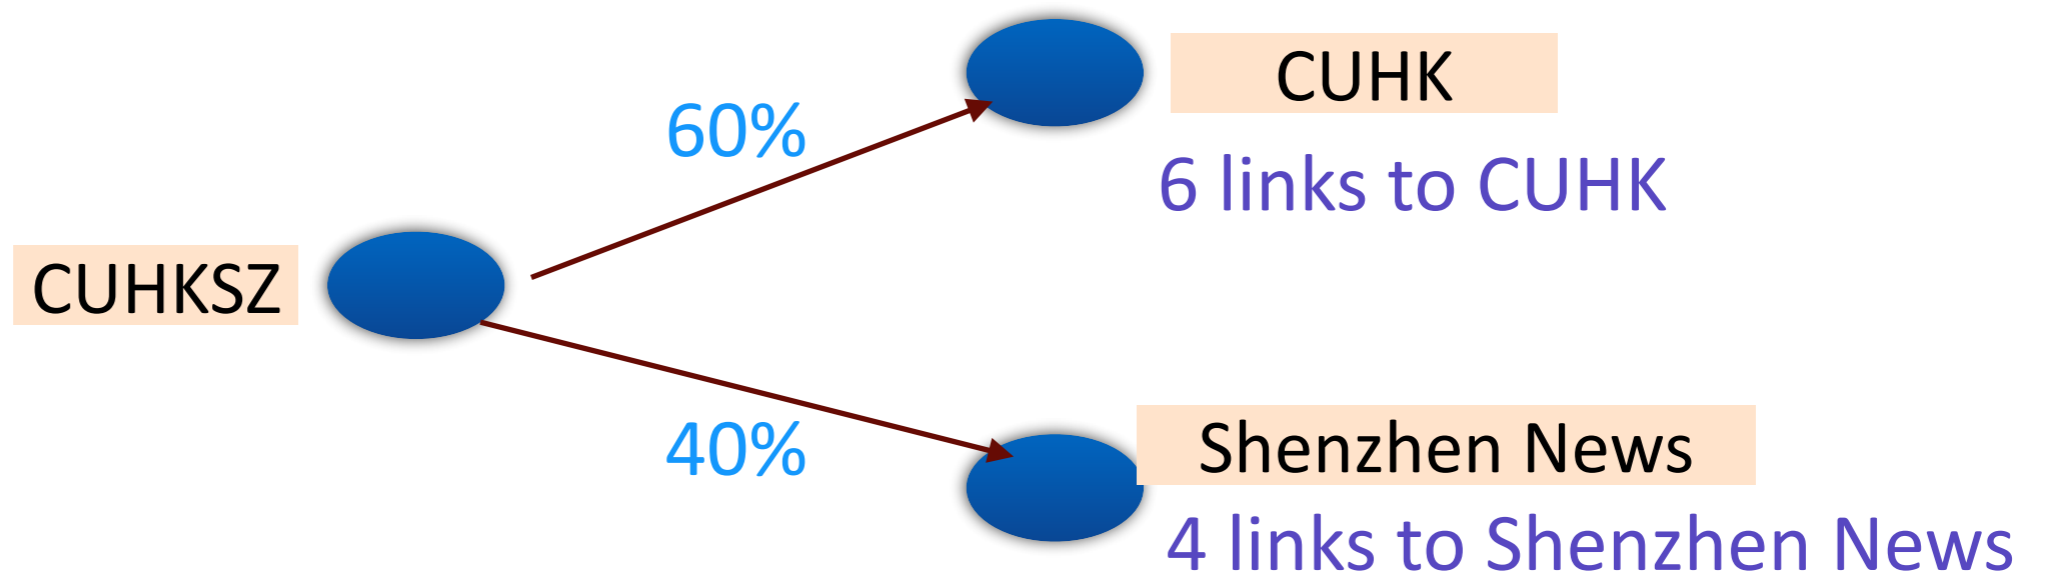 CUHK
60%
6 links to CUHK
CUHKSZ
Shenzhen News
40%
4 links to Shenzhen News